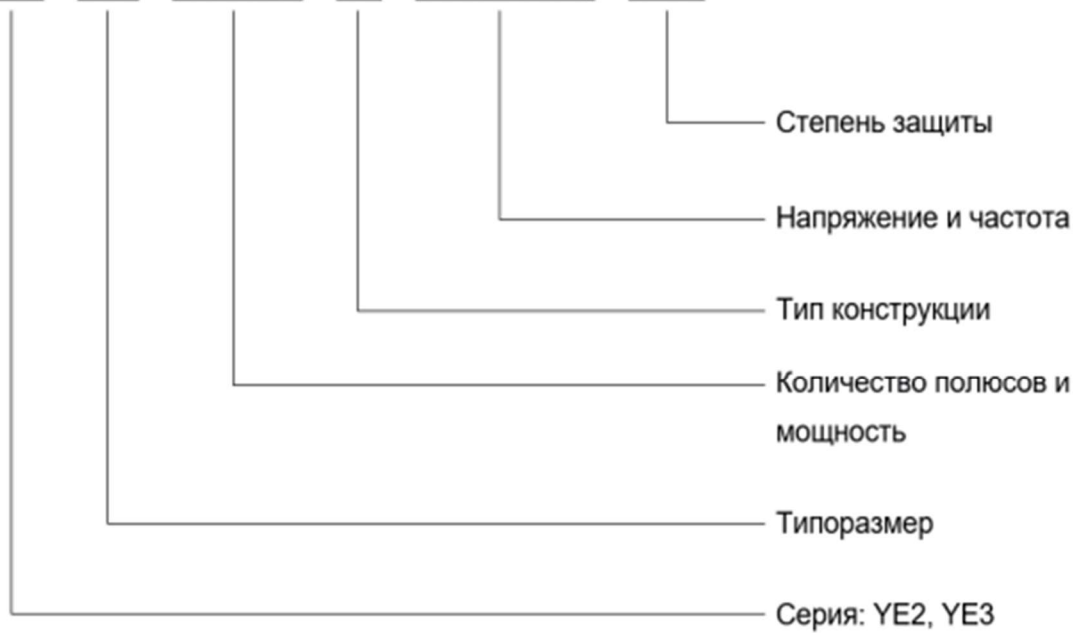 Степень защиты
Напряжение и частота
Тип конструкции
Количество полюсов и
мощность
Типоразмер
Серия: YE2, YE3